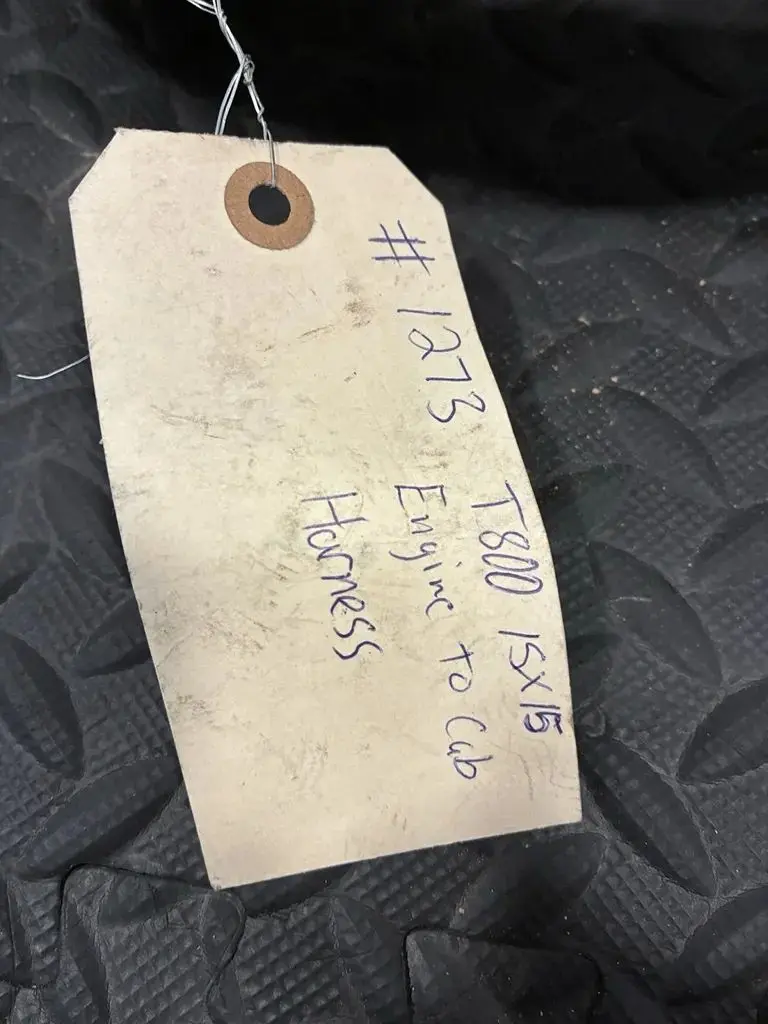 # 1273
T800 15x15
Engine to Cab
Harness